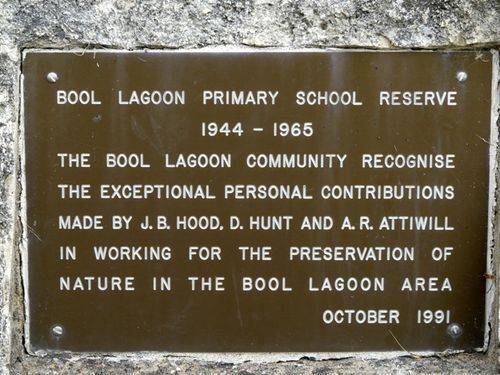 BOOL LAGOON PRIMARY SCHOOL RESERVE
1944 - 1965
THE BOOL LAGOON COMMUNITY RECOGNISE
THE EXCEPTIONAL PERSONAL CONTRIBUTIONS
MADE BY J.B. HOOD, D. HUNT AND A.R. ATTIWILL
IN WORKING FOR THE PRESERVATION OF
NATURE IN THE BOOL LAGOON AREA
OCTOBER 1991